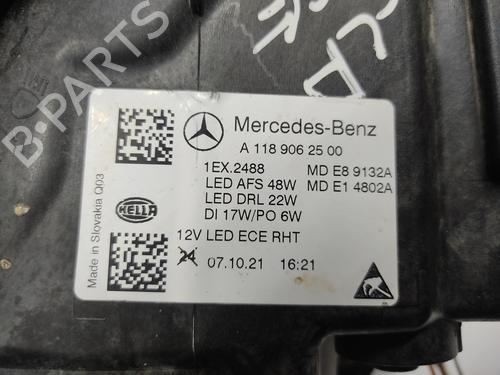 B-PARTS
Mercedes-Benz
A 118 906 25 00
1EX.2488 MD E8 9132A
LED AFS 48W MD E1 4802A
LED DRL 22W
DI 17W/PO 6W
12V LED ECE RHT
24 07.10.21 16:21
HELLA
Made in Slovakia Q03